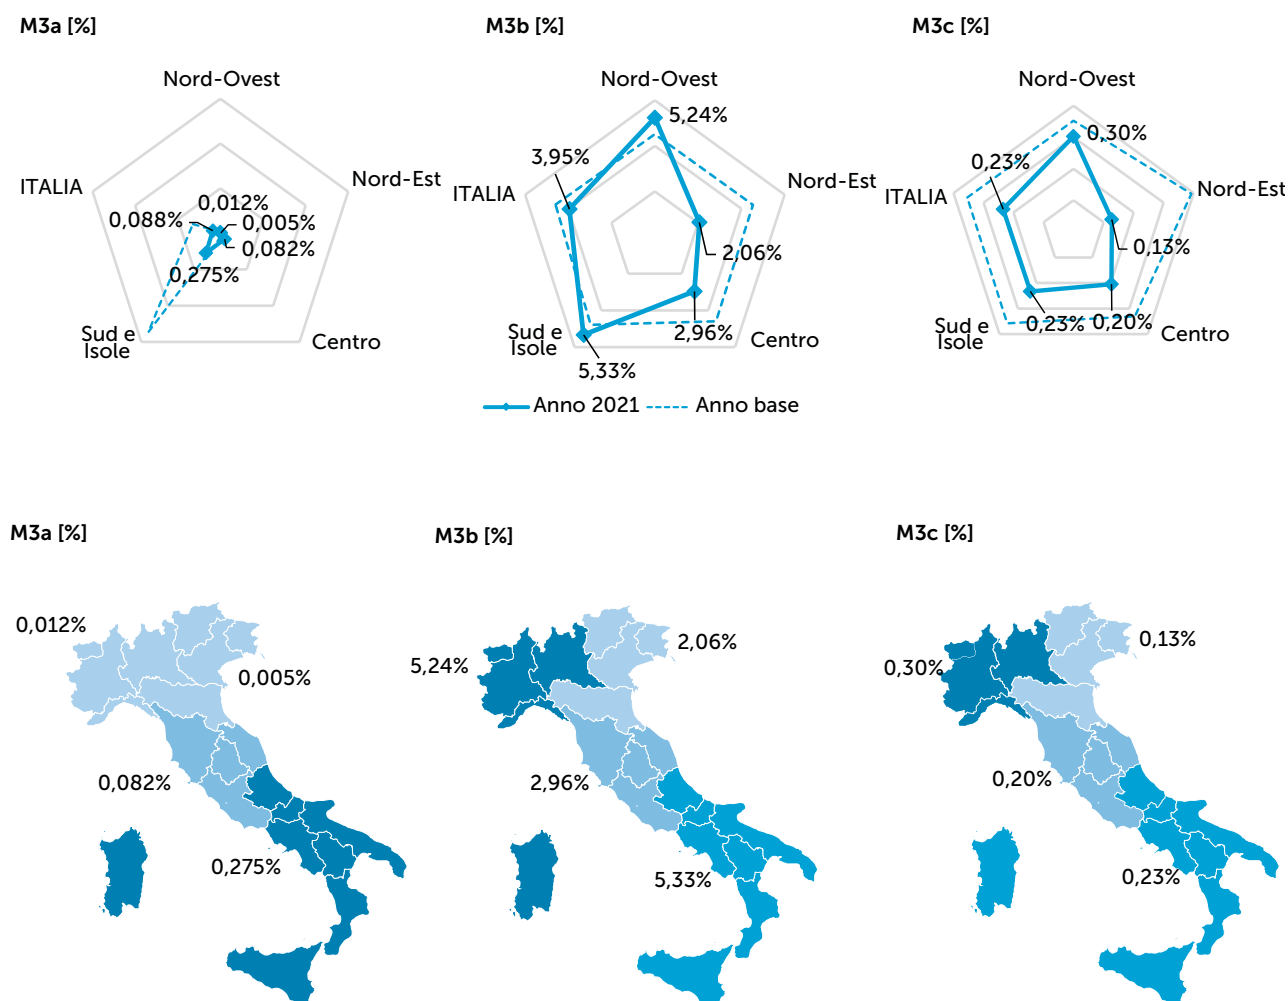 M3a [%]
M3b [%]
M3c [%]
Nord-Ovest
Nord-Est
Centro
Sud e
Isole
ITALIA
0,012%
0,005%
0,082%
0,275%
0,088%
Nord-Ovest
Nord-Est
Centro
Sud e
Isole
ITALIA
5,24%
2,06%
2,96%
5,33%
3,95%
Nord-Ovest
Nord-Est
Centro
Sud e
Isole
ITALIA
0,30%
0,13%
0,20%
0,23%
0,23%
Anno 2021
Anno base
M3a [%]
0,012%
0,005%
0,082%
0,275%
M3b [%]
5,24%
2,06%
2,96%
5,33%
M3c [%]
0,30%
0,13%
0,20%
0,23%